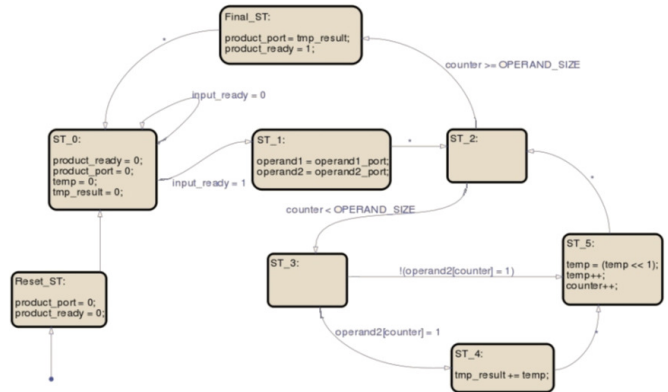 Final_ST:
product_port = tmp_result;
product_ready = 1;
*
counter >= OPERAND_SIZE
input_ready = 0
ST_0:
product_ready = 0;
product_port = 0;
temp = 0;
tmp_result = 0;
input_ready = 1
ST_1:
operand1 = operand1_port;
operand2 = operand2_port;
*
ST_2:
*
counter < OPERAND_SIZE
ST_3:
!(operand2[counter] = 1)
ST_5:
temp = (temp << 1);
temp++;
counter++;
Reset_ST:
product_port = 0;
product_ready = 0;
operand2[counter] = 1
*
ST_4:
tmp_result += temp;